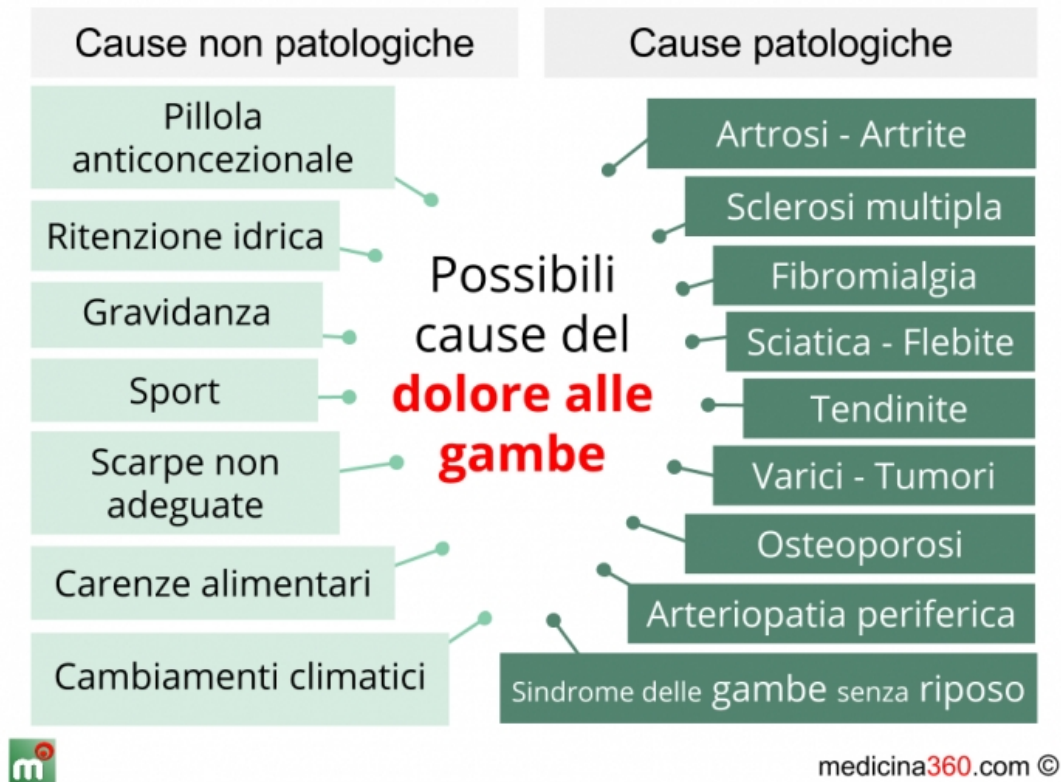 Cause non patologiche
Cause patologiche
Pillola
anticoncezionale
Ritenzione idrica
Gravidanza
Sport
Scarpe non
adeguate
Carenze alimentari
Cambiamenti climatici
Possibili
cause del
dolore alle
gambe
Artrosi - Artrite
Sclerosi multipla
Fibromialgia
Sciatica - Flebite
Tendinite
Varici - Tumori
Osteoporosi
Arteriopatia periferica
Sindrome delle gambe senza riposo
m
medicina360.com ©